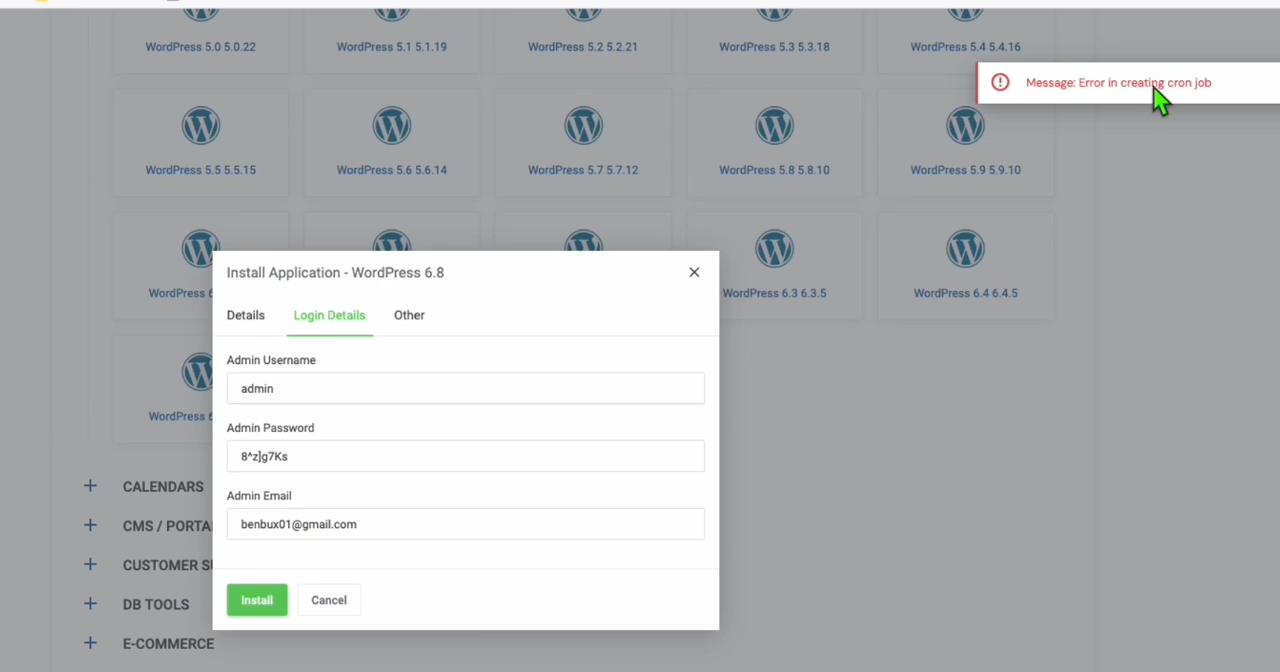 WordPress 5.0 5.0.22
WordPress 5.1 5.1.19
WordPress 5.2 5.2.21
WordPress 5.3 5.3.18
WordPress 5.4 5.4.16
Message: Error in creating cron job
WordPress 5.5 5.5.15
WordPress 5.6 5.6.14
WordPress 5.7 5.7.12
WordPress 5.8 5.8.10
WordPress 5.9 5.9.10
WordPress
WordPress 6.3 6.3.5
WordPress 6.4 6.4.5
WordPress
Install Application - WordPress 6.8
Details
Login Details
Other
Admin Username
admin
Admin Password
8^z]g7Ks
Admin Email
benbux01@gmail.com
Install
Cancel
CALENDARS
CMS / PORTA
CUSTOMER
DB TOOLS
E-COMMERCE